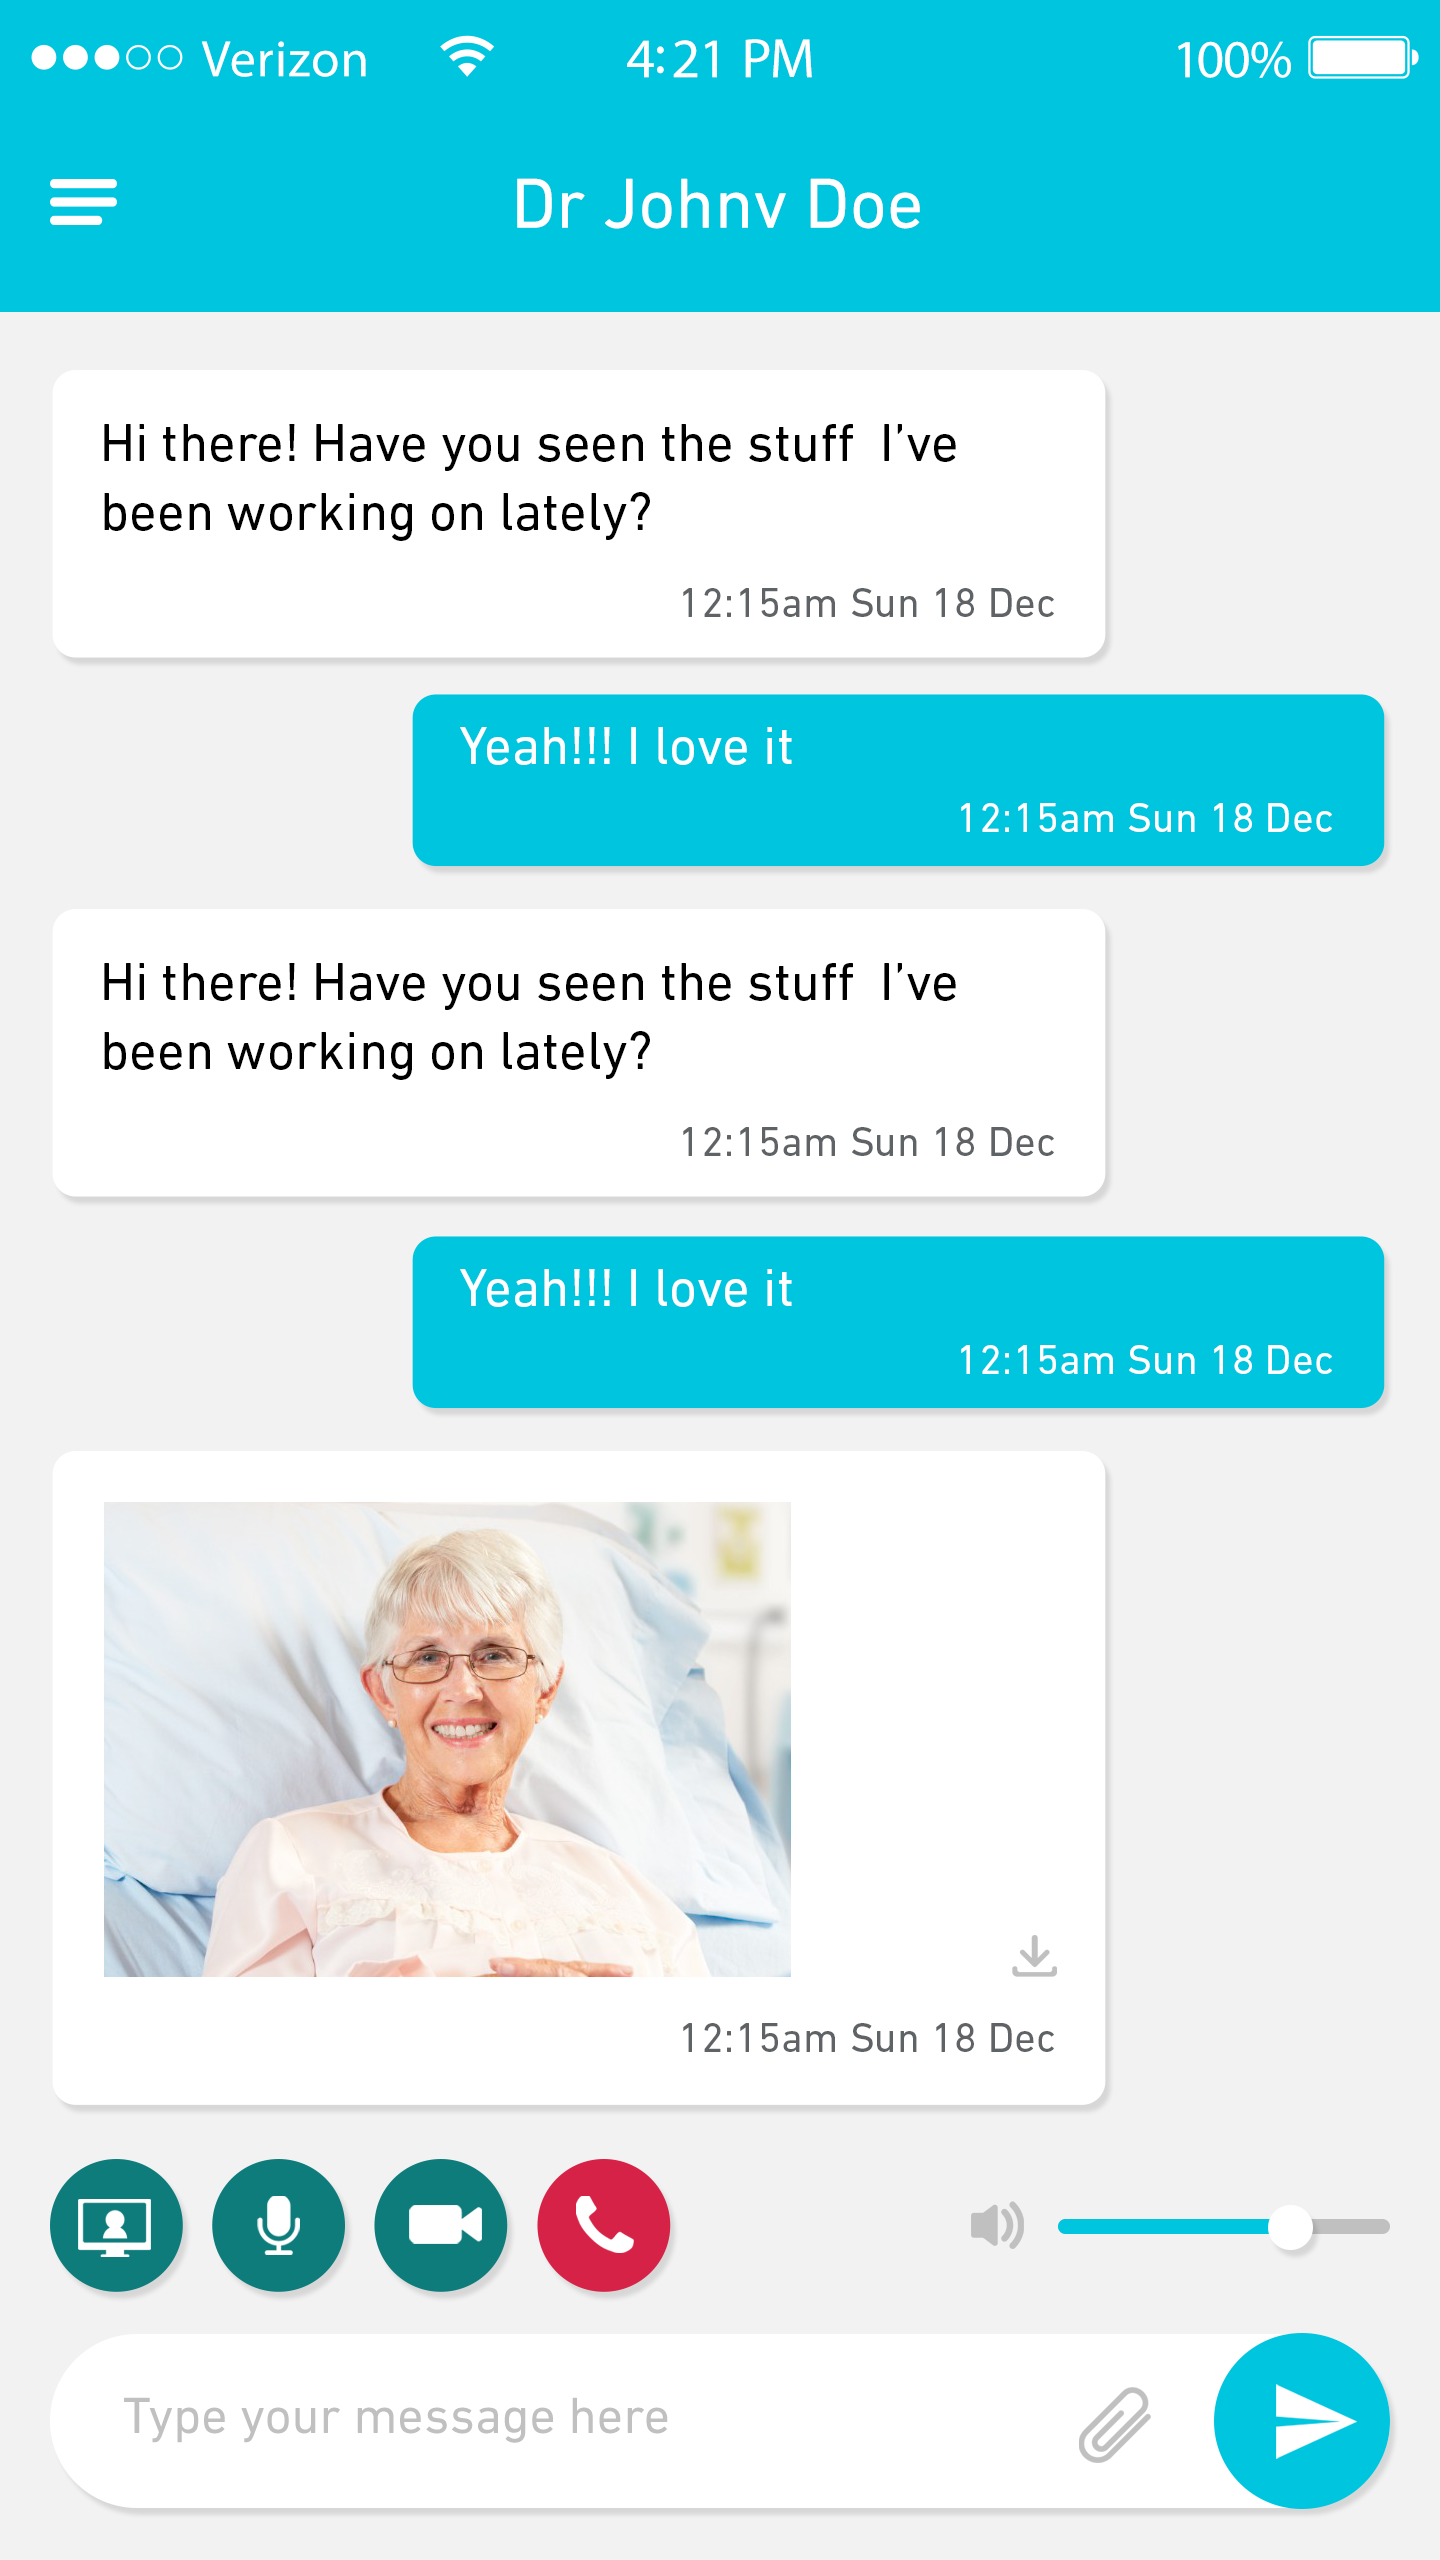 Verizon 4:21 PM 100%
Dr Johnv Doe
Hi there! Have you seen the stuff I’ve
been working on lately?
12:15am Sun 18 Dec
Yeah!!! I love it
12:15am Sun 18 Dec
Hi there! Have you seen the stuff I’ve
been working on lately?
12:15am Sun 18 Dec
Yeah!!! I love it
12:15am Sun 18 Dec
12:15am Sun 18 Dec
Type your message here